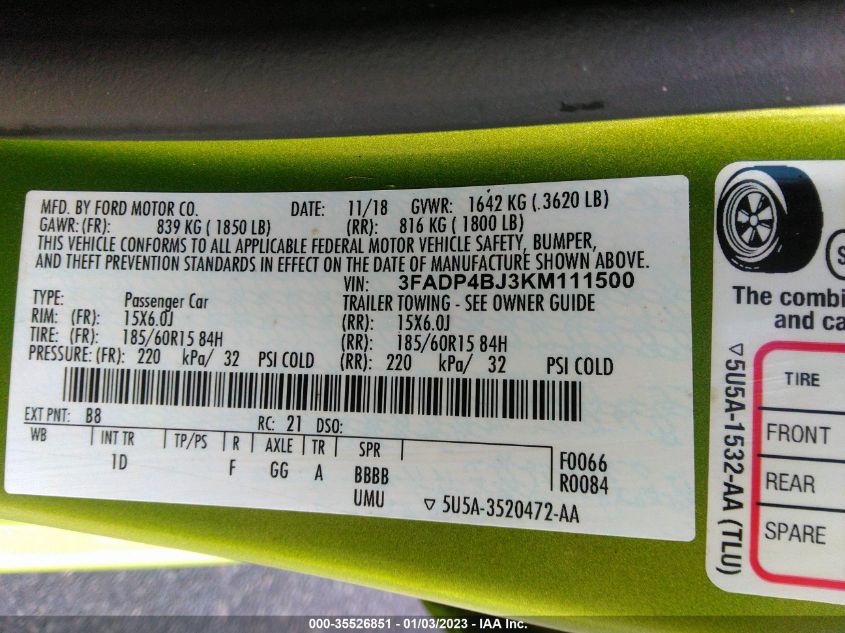 MFD. BY FORD MOTOR CO. DATE: 11/18 GVWR: 1642 KG (.3620 LB)
GAWR: (FR): 839 KG ( 1850 LB) (RR): 816 KG ( 1800 LB)
THIS VEHICLE CONFORMS TO ALL APPLICABLE FEDERAL MOTOR VEHICLE SAFETY, BUMPER,
AND THEFT PREVENTION STANDARDS IN EFFECT ON THE DATE OF MANUFACTURE SHOWN ABOVE.
VIN: 3FADP4BJ3KM111500
TYPE: Passenger Car TRAILER TOWING - SEE OWNER GUIDE
RIM: (FR): 15X6.0J (RR): 15X6.0J
TIRE: (FR): 185/60R15 84H (RR): 185/60R15 84H
PRESSURE: (FR): 220 kPa/ 32 PSI COLD (RR): 220 kPa/ 32 PSI COLD
EXT PNT: B8 RC: 21 DSO:
WB INT TR TP/PS R AXLE TR SPR
1D F GG A BBBB
UMU
F0066
R0084
▽ 5U5A-3520472-AA
The combi
and ca
▽5U5A-1532-AA (TLU)
TIRE
FRONT
REAR
SPARE
000-35526851 - 01/03/2023 - IAA Inc.